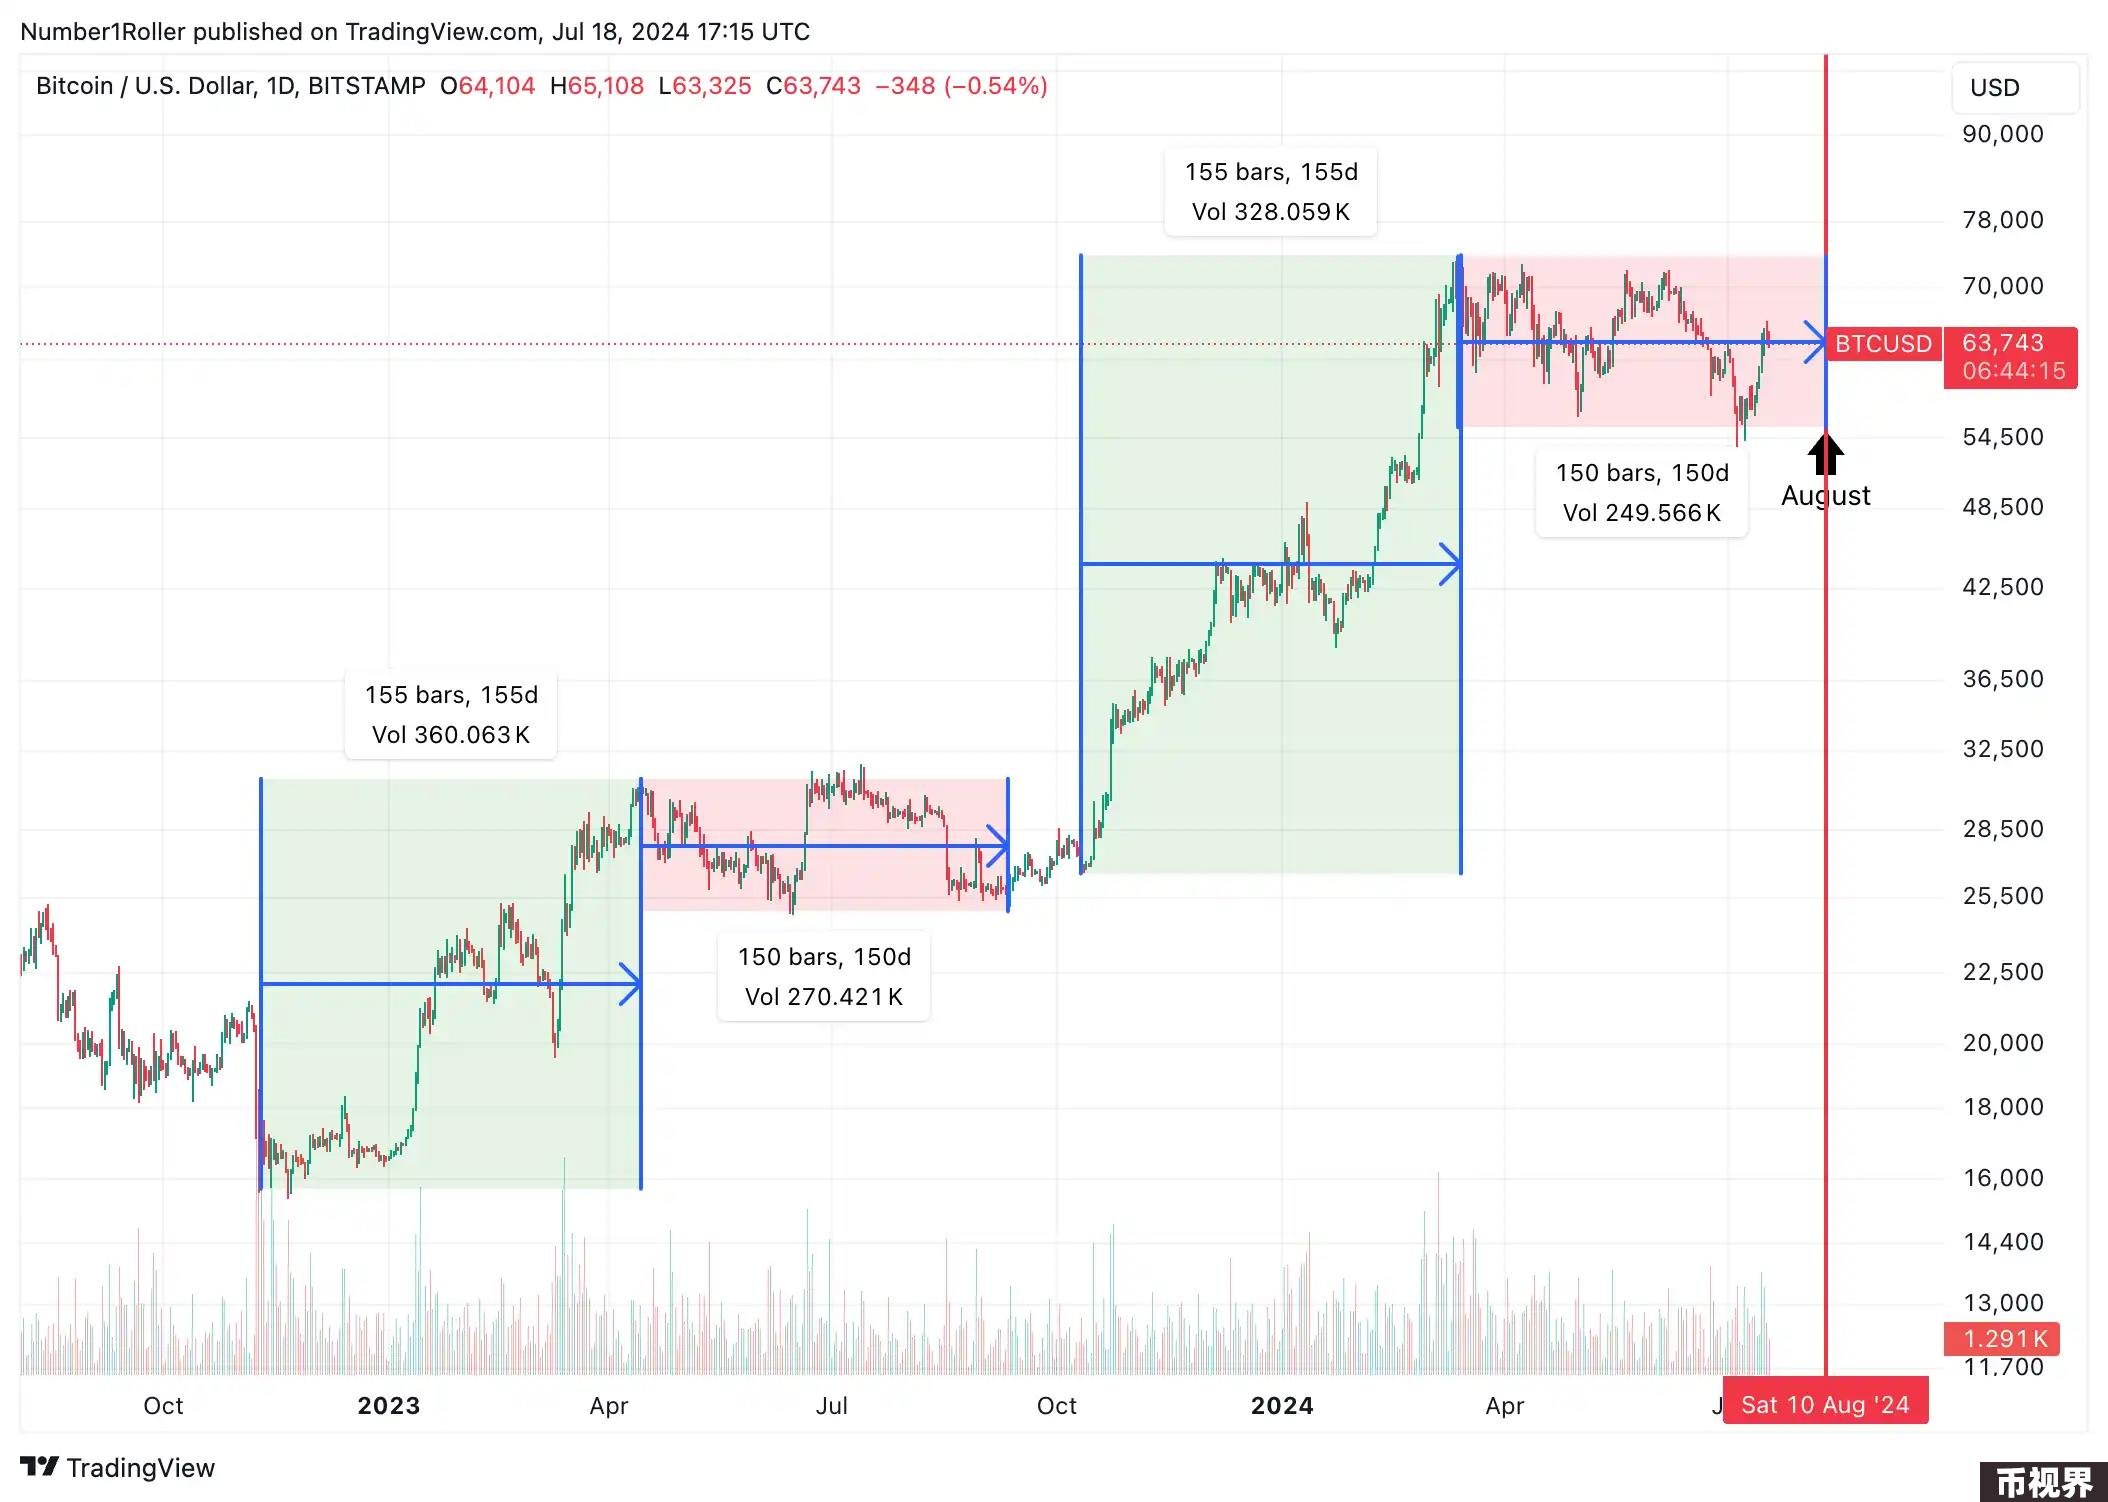 Number1Roller published on TradingView.com, Jul 18, 2024 17:15 UTC
Bitcoin / U.S. Dollar, 1D, BITSTAMP O64,104 H65,108 L63,325 C63,743 −348 (−0.54%)
USD
90,000
155 bars, 155d
Vol 328.059K
78,000
70,000
BTCUSD 63,743
06:44:15
54,500
150 bars, 150d
Vol 249.566K
August
48,500
42,500
36,500
155 bars, 155d
Vol 360.063K
32,500
28,500
25,500
150 bars, 150d
Vol 270.421K
22,500
20,000
18,000
16,000
14,400
13,000
1.291K
11,700
Oct 2023 Apr Jul Oct 2024 Apr Sat 10 Aug '24
TradingView
币视界